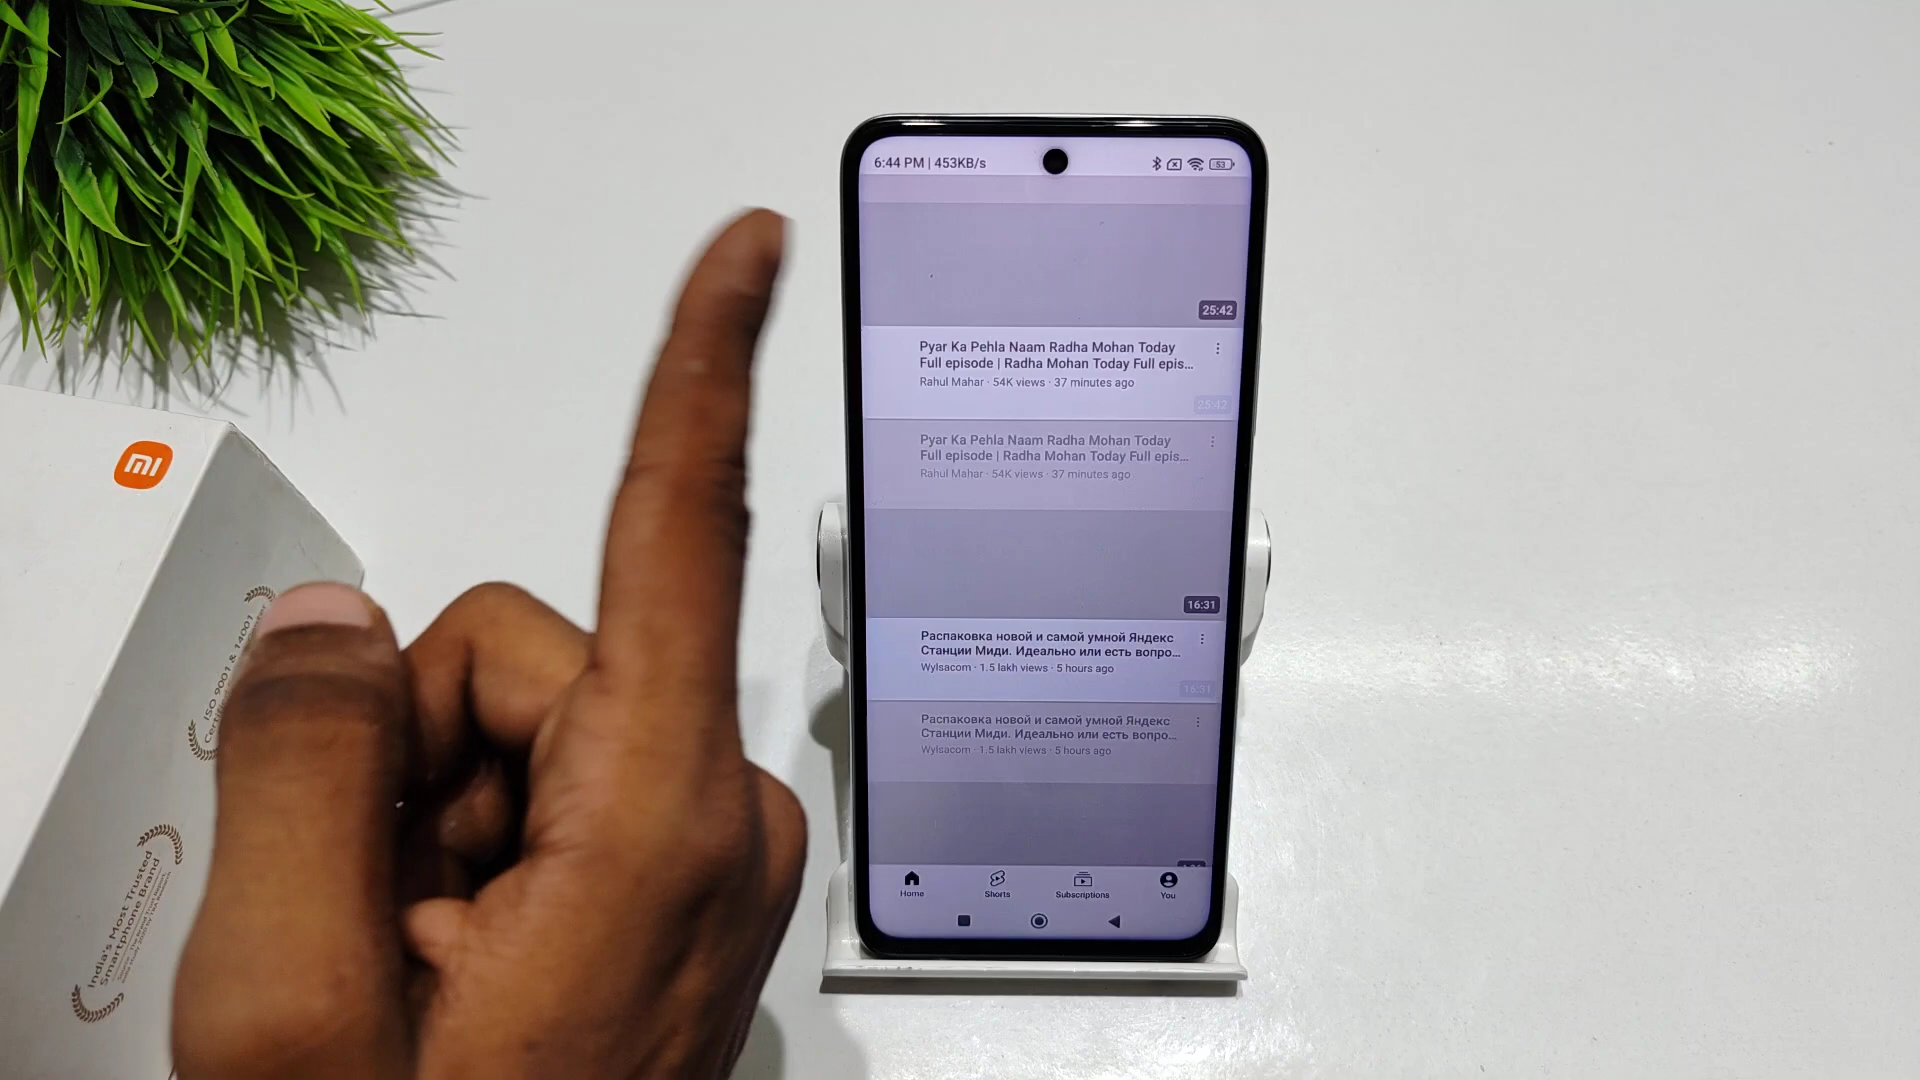 6:44 PM | 453KB/s
53
25:42
Pyar Ka Pehla Naam Radha Mohan Today
Full episode | Radha Mohan Today Full epis...
Rahul Mahar · 54K views · 37 minutes ago
25:42
Pyar Ka Pehla Naam Radha Mohan Today
Full episode | Radha Mohan Today Full epis...
Rahul Mahar · 54K views · 37 minutes ago
16:31
Распаковка новой и самой умной Яндекс
Станции Миди. Идеально или есть вопро...
Wylsacom · 1.5 lakh views · 5 hours ago
16:31
Распаковка новой и самой умной Яндекс
Станции Миди. Идеально или есть вопро...
Wylsacom · 1.5 lakh views · 5 hours ago
Home
Shorts
Subscriptions
You
mi
ISO 9001 & 14001
India's Most Trusted
Smartphone Brand